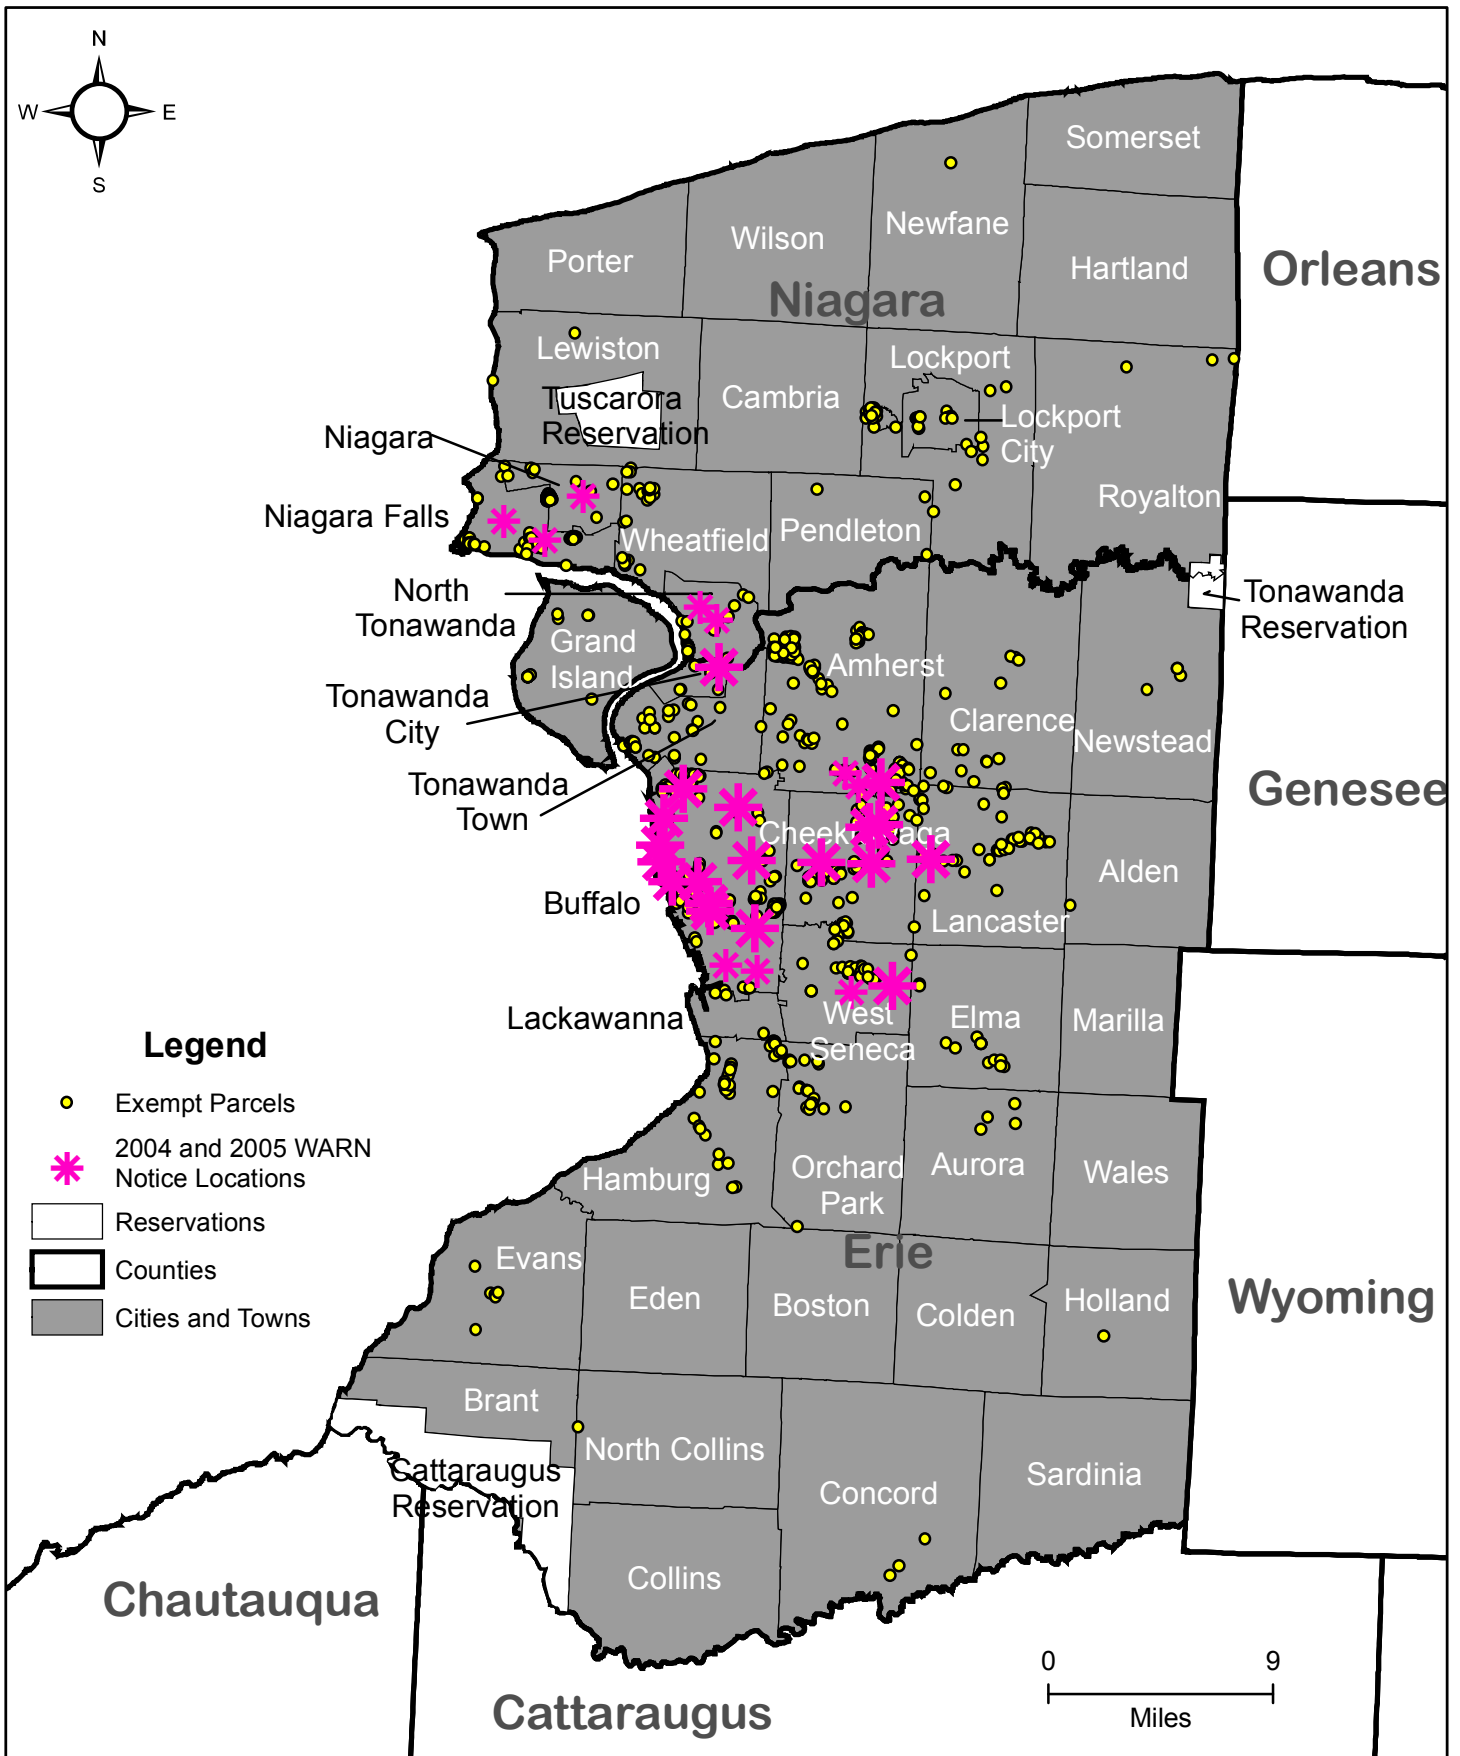 N
W
E
S
Somerset
Newfane
Wilson
Porter
Hartland
Orleans
Niagara
Lewiston
Lockport
Tuscarora
Reservation
Cambria
Lockport
City
Niagara
Royalton
Niagara Falls
Wheatfield
Pendleton
North
Tonawanda
Tonawanda
Reservation
Grand
Island
Amherst
Tonawanda
City
Clarence
Newstead
Tonawanda
Town
Genesee
Cheektowaga
Alden
Buffalo
Lancaster
Lackawanna
West
Seneca
Elma
Marilla
Legend
Exempt Parcels
2004 and 2005 WARN
Notice Locations
Reservations
Counties
Cities and Towns
Hamburg
Orchard
Park
Aurora
Wales
Erie
Evans
Eden
Boston
Colden
Holland
Wyoming
Brant
North Collins
Cattaraugus
Reservation
Concord
Sardinia
Collins
Chautauqua
Cattaraugus
0
9
Miles